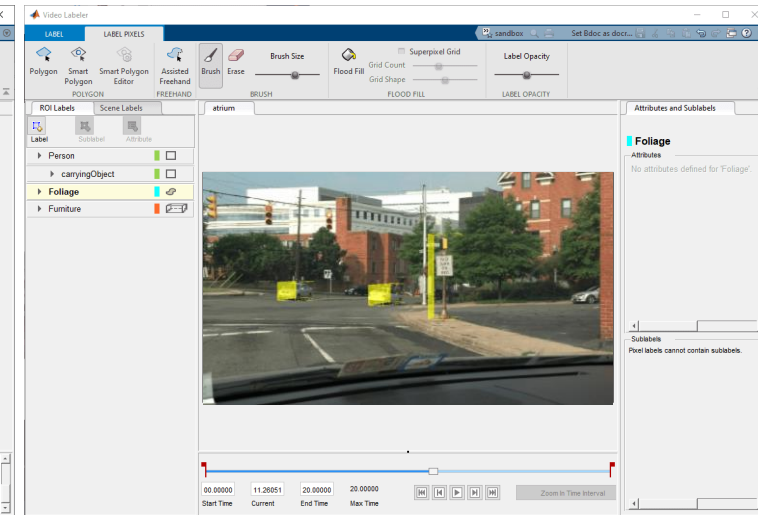 Video Labeler
LABEL
LABEL PIXELS
sandbox
Set Bdoc as docr...
Polygon
Smart Polygon
Smart Polygon Editor
Assisted Freehand
Brush
Erase
Brush Size
Flood Fill
Superpixel Grid
Grid Count
Grid Shape
Label Opacity
POLYGON
FREEHAND
BRUSH
FLOOD FILL
LABEL OPACITY
ROI Labels
Scene Labels
atrium
Attributes and Sublabels
Label
Sublabel
Attribute
Person
carryingObject
Foliage
Furniture
Foliage
Attributes
No attributes defined for 'Foliage'.
Sublabels
Pixel labels cannot contain sublabels.
00.00000
11.26051
20.00000
20.00000
Start Time
Current
End Time
Max Time
Zoom In Time Interval